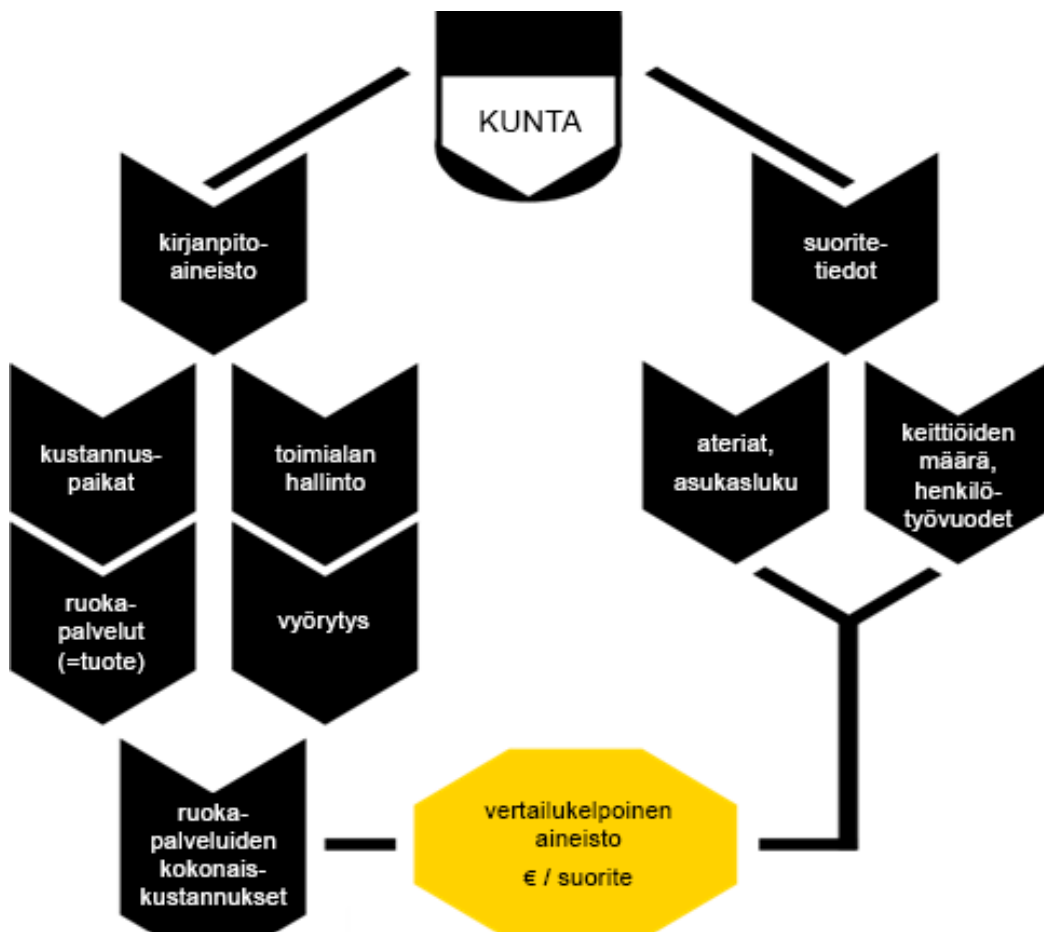 KUNTA
kirjanpito-
aineisto
suorite-
tiedot
kustannus-
paikat
toimialan
hallinto
ateriat,
asukasluku
keittiöiden
määrä,
henkilö-
työvuodet
ruoka-
palvelut
(=tuote)
vyörytys
ruoka-
palveluiden
kokonais-
kustannukset
vertailukelpoinen
aineisto
€ / suorite